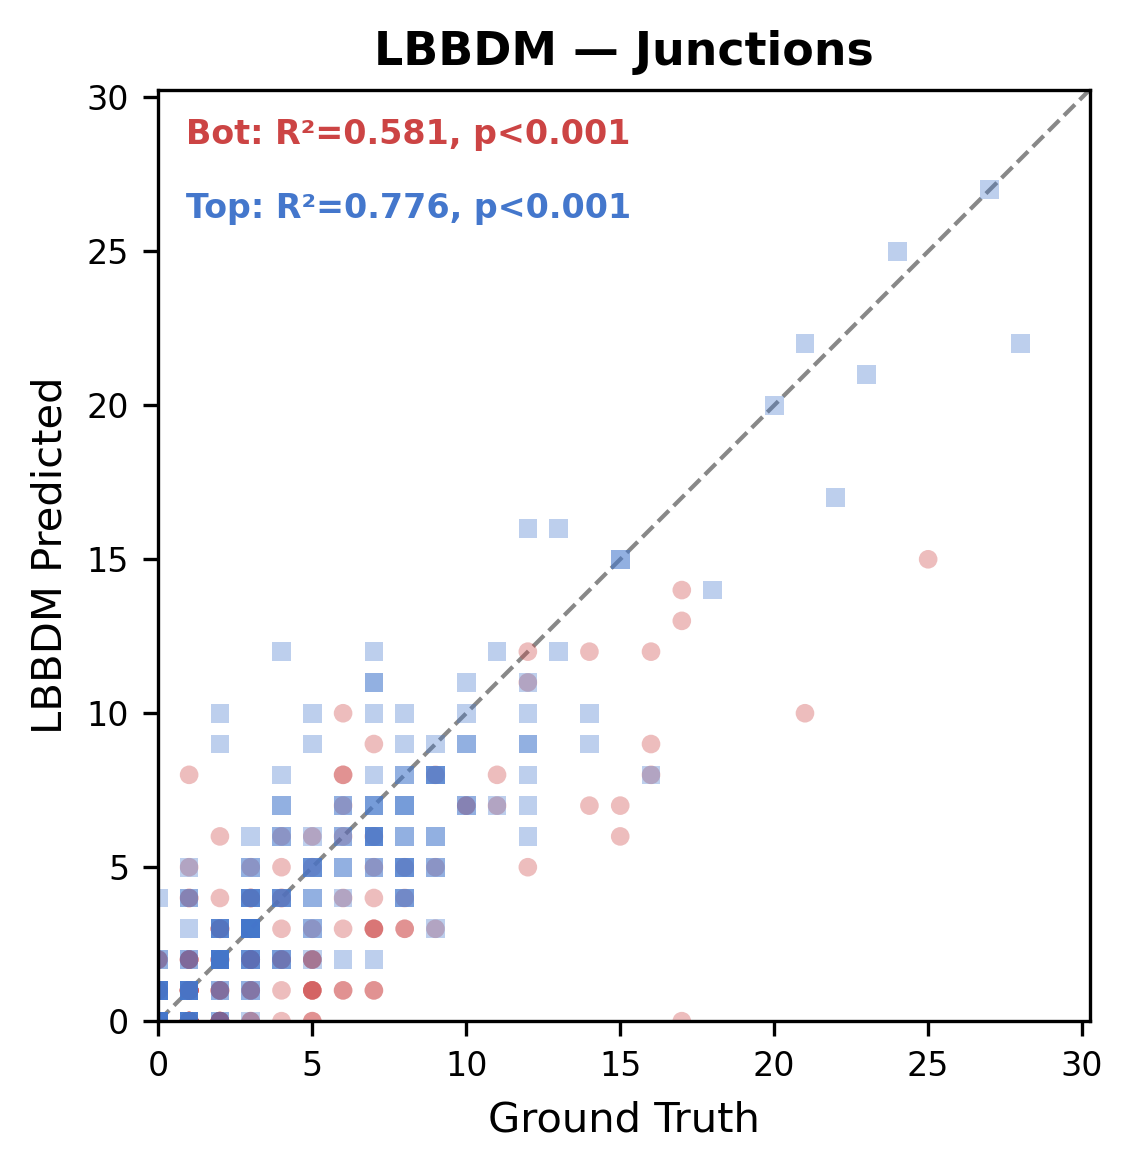 LBBDM — Junctions
Bot: R²=0.581, p<0.001
Top: R²=0.776, p<0.001
30
25
20
15
10
5
0
LBBDM Predicted
0 5 10 15 20 25 30
Ground Truth